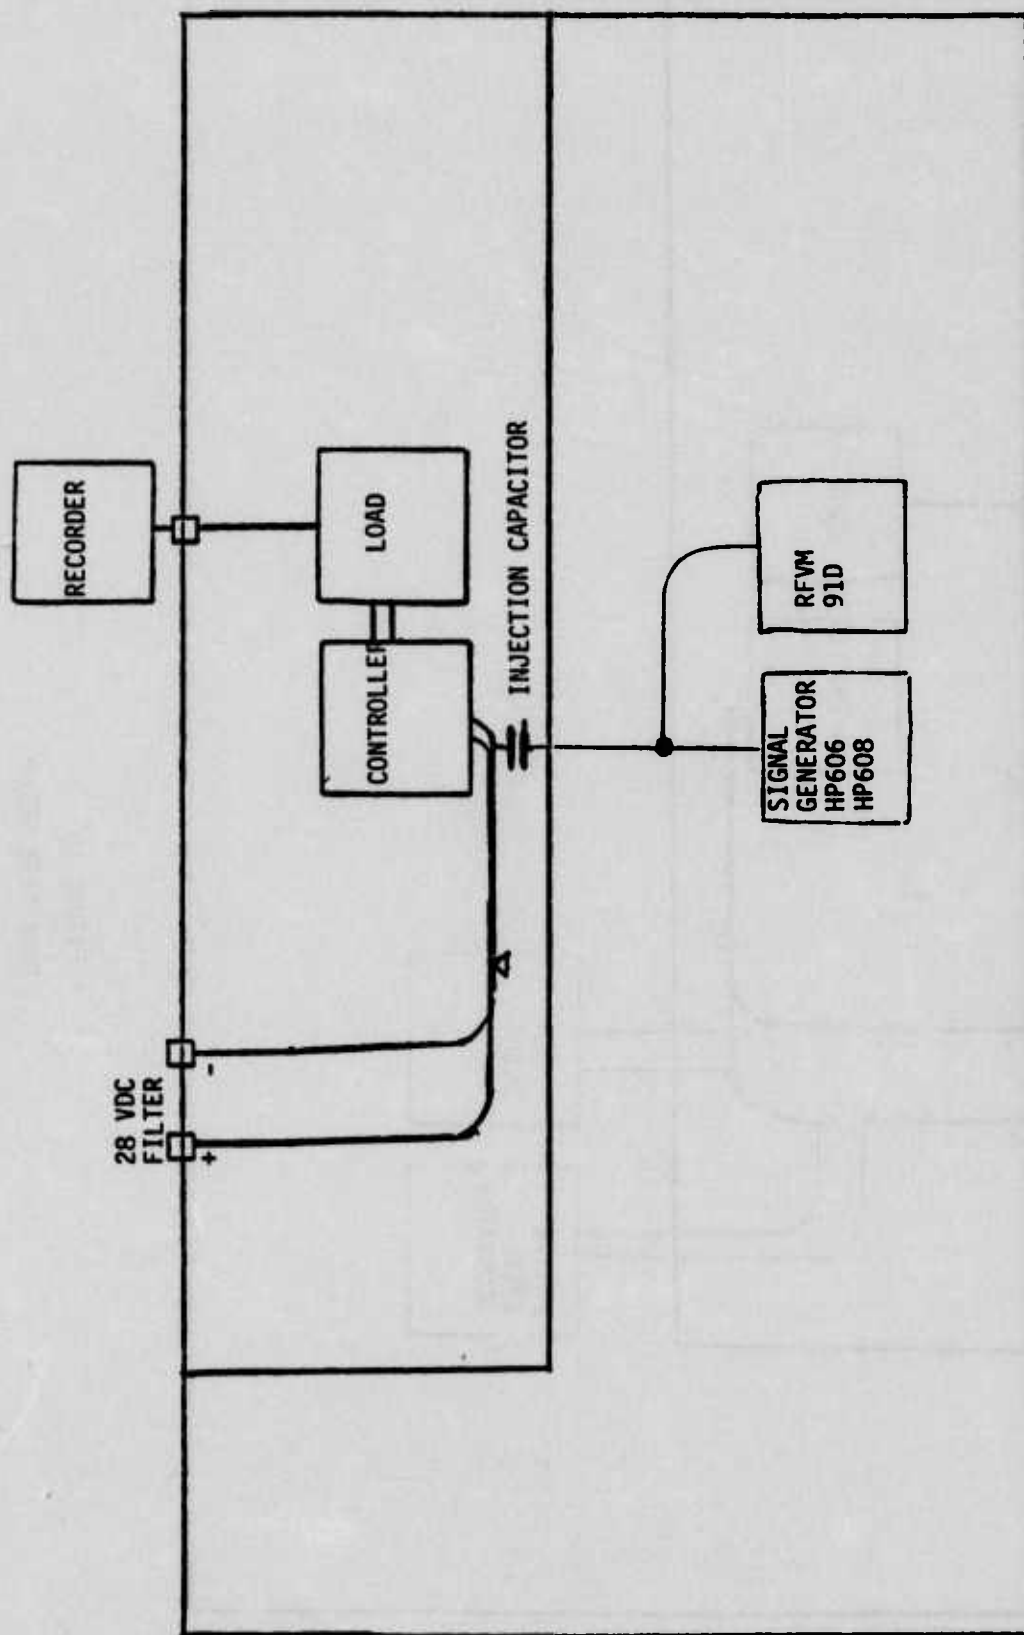 28 VDC
FILTER
+
-
RECORDER
CONTROLLER
LOAD
INJECTION CAPACITOR
SIGNAL
GENERATOR
HP606
HP608
RFVM
91D